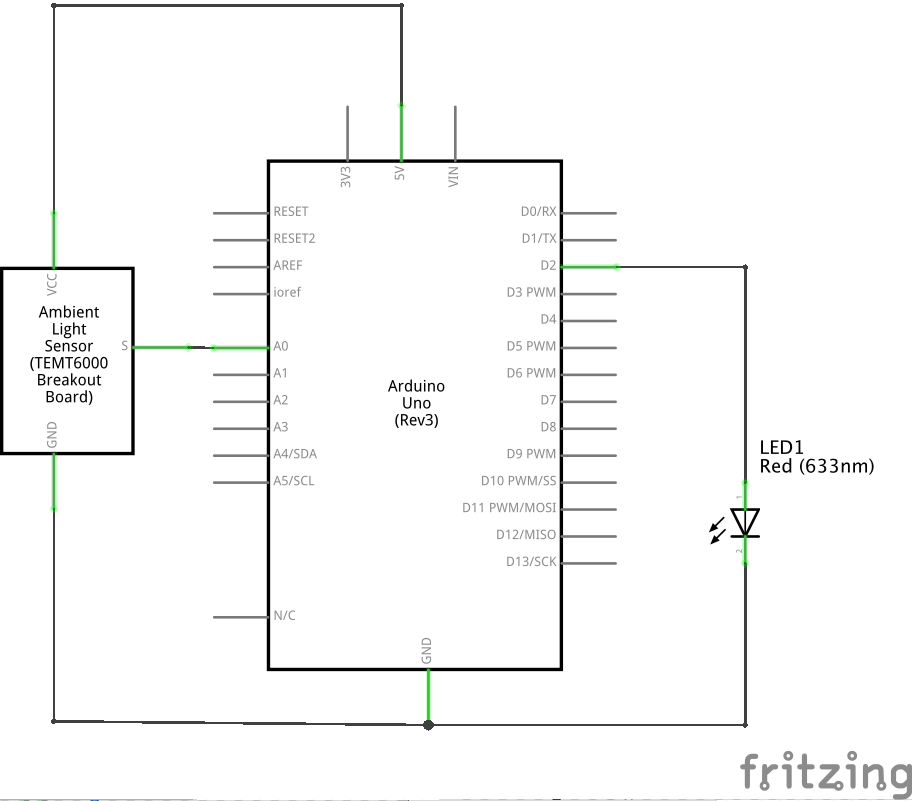 3V3
5V
VIN
RESET
RESET2
AREF
ioref
A0
A1
A2
A3
A4/SDA
A5/SCL
N/C
D0/RX
D1/TX
D2
D3 PWM
D4
D5 PWM
D6 PWM
D7
D8
D9 PWM
D10 PWM/SS
D11 PWM/MOSI
D12/MISO
D13/SCK
GND
Arduino
Uno
(Rev3)
VCC
Ambient
Light
Sensor
(TEMT6000
Breakout
Board)
S
GND
LED1
Red (633nm)
1
2
fritzing